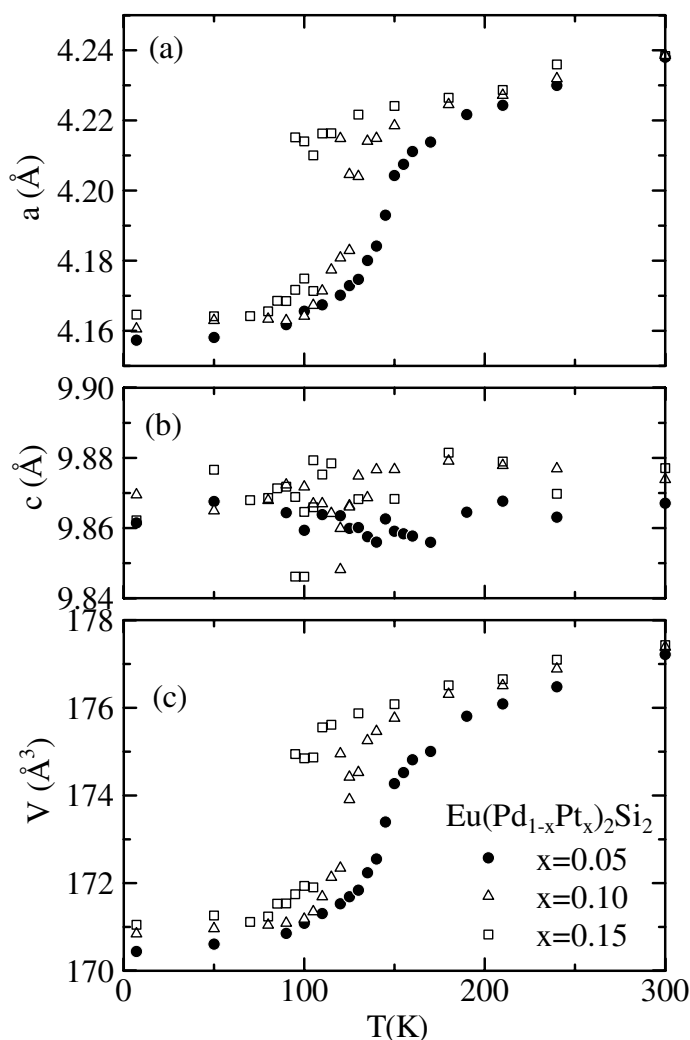 (a)
4.24
4.22
4.20
4.18
4.16
a (Å)
(b)
9.90
9.88
9.86
9.84
c (Å)
(c)
178
176
174
172
170
V (Å³)
Eu(Pd₁₋ₓPtₓ)₂Si₂
x=0.05
x=0.10
x=0.15
0 100 200 300
T(K)